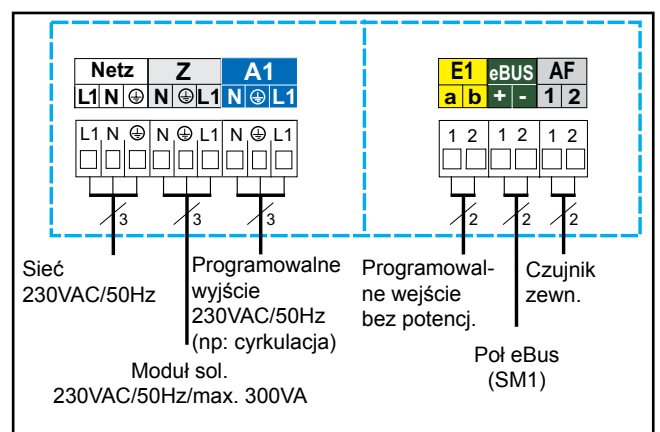 Netz Z A1
L1 N ⏚ N ⏚ L1 N ⏚ L1
L1 N ⏚ N ⏚ L1 N ⏚ L1
3 3 3
E1 eBUS AF
a b + - 1 2
1 2 1 2 1 2
2 2 2
Sieć
230VAC/50Hz
Programowalne
wyjście
230VAC/50Hz
(np: cyrkulacja)
Moduł sol.
230VAC/50Hz/max. 300VA
Programowal-
ne wejście
bez potencj.
Czujnik
zewn.
Poł eBus
(SM1)